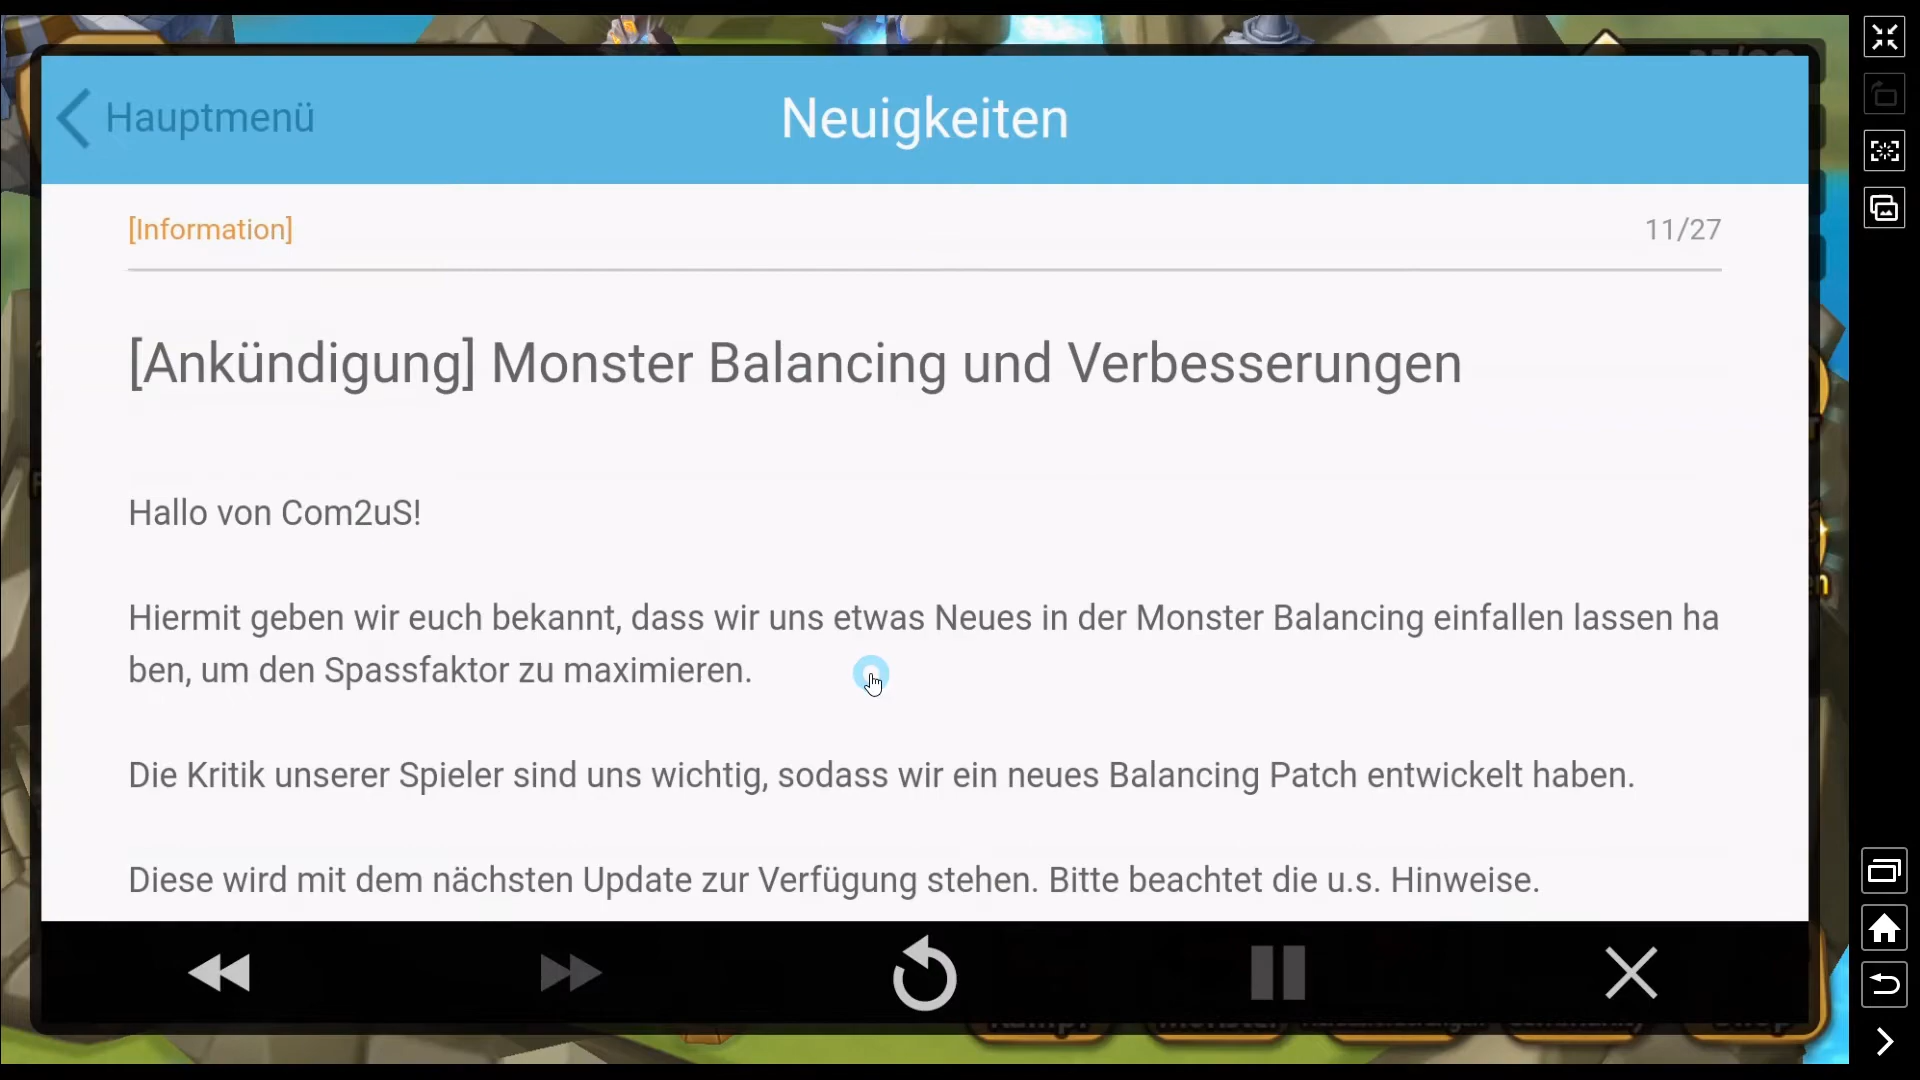 Hauptmenü
Neuigkeiten
[Information]
11/27
[Ankündigung] Monster Balancing und Verbesserungen
Hallo von Com2uS!
Hiermit geben wir euch bekannt, dass wir uns etwas Neues in der Monster Balancing einfallen lassen ha
ben, um den Spassfaktor zu maximieren.
Die Kritik unserer Spieler sind uns wichtig, sodass wir ein neues Balancing Patch entwickelt haben.
Diese wird mit dem nächsten Update zur Verfügung stehen. Bitte beachtet die u.s. Hinweise.